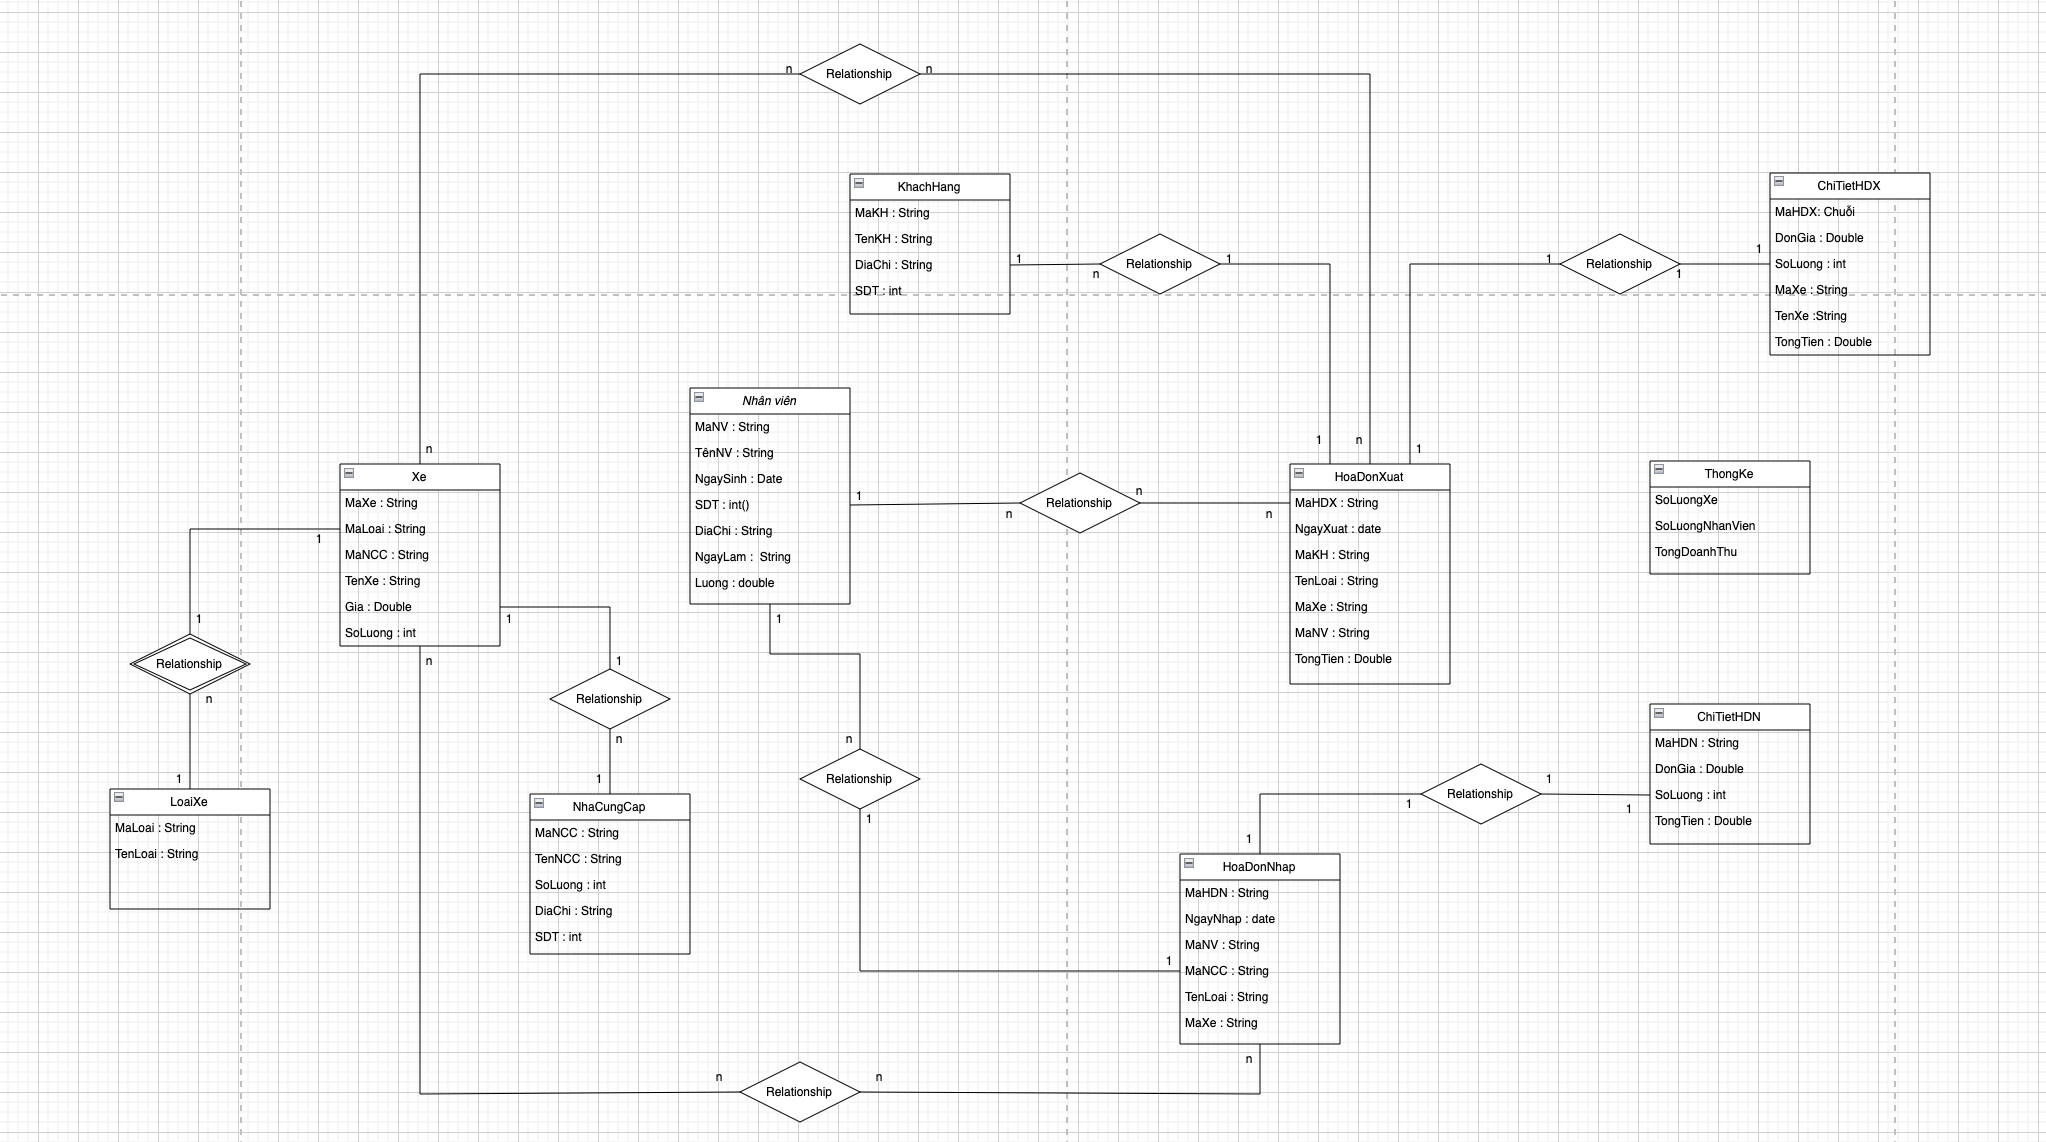 n
Relationship
n
KhachHang
MaKH : String
TenKH : String
DiaChi : String
SDT : int
1
n
Relationship
1
1
Relationship
1
1
ChiTietHDX
MaHDX: Chuỗi
DonGia : Double
SoLuong : int
MaXe : String
TenXe :String
TongTien : Double
Nhân viên
MaNV : String
TênNV : String
NgaySinh : Date
SDT : int()
DiaChi : String
NgayLam :  String
Luong : double
1
n
Relationship
n
n
1
n
1
HoaDonXuat
MaHDX : String
NgayXuat : date
MaKH : String
TenLoai : String
MaXe : String
MaNV : String
TongTien : Double
ThongKe
SoLuongXe
SoLuongNhanVien
TongDoanhThu
n
Xe
MaXe : String
MaLoai : String
MaNCC : String
TenXe : String
Gia : Double
SoLuong : int
1
1
Relationship
n
1
LoaiXe
MaLoai : String
TenLoai : String
n
1
1
Relationship
n
1
NhaCungCap
MaNCC : String
TenNCC : String
SoLuong : int
DiaChi : String
SDT : int
1
n
Relationship
1
1
ChiTietHDN
MaHDN : String
DonGia : Double
SoLuong : int
TongTien : Double
1
Relationship
1
1
1
HoaDonNhap
MaHDN : String
NgayNhap : date
MaNV : String
MaNCC : String
TenLoai : String
MaXe : String
n
n
Relationship
n